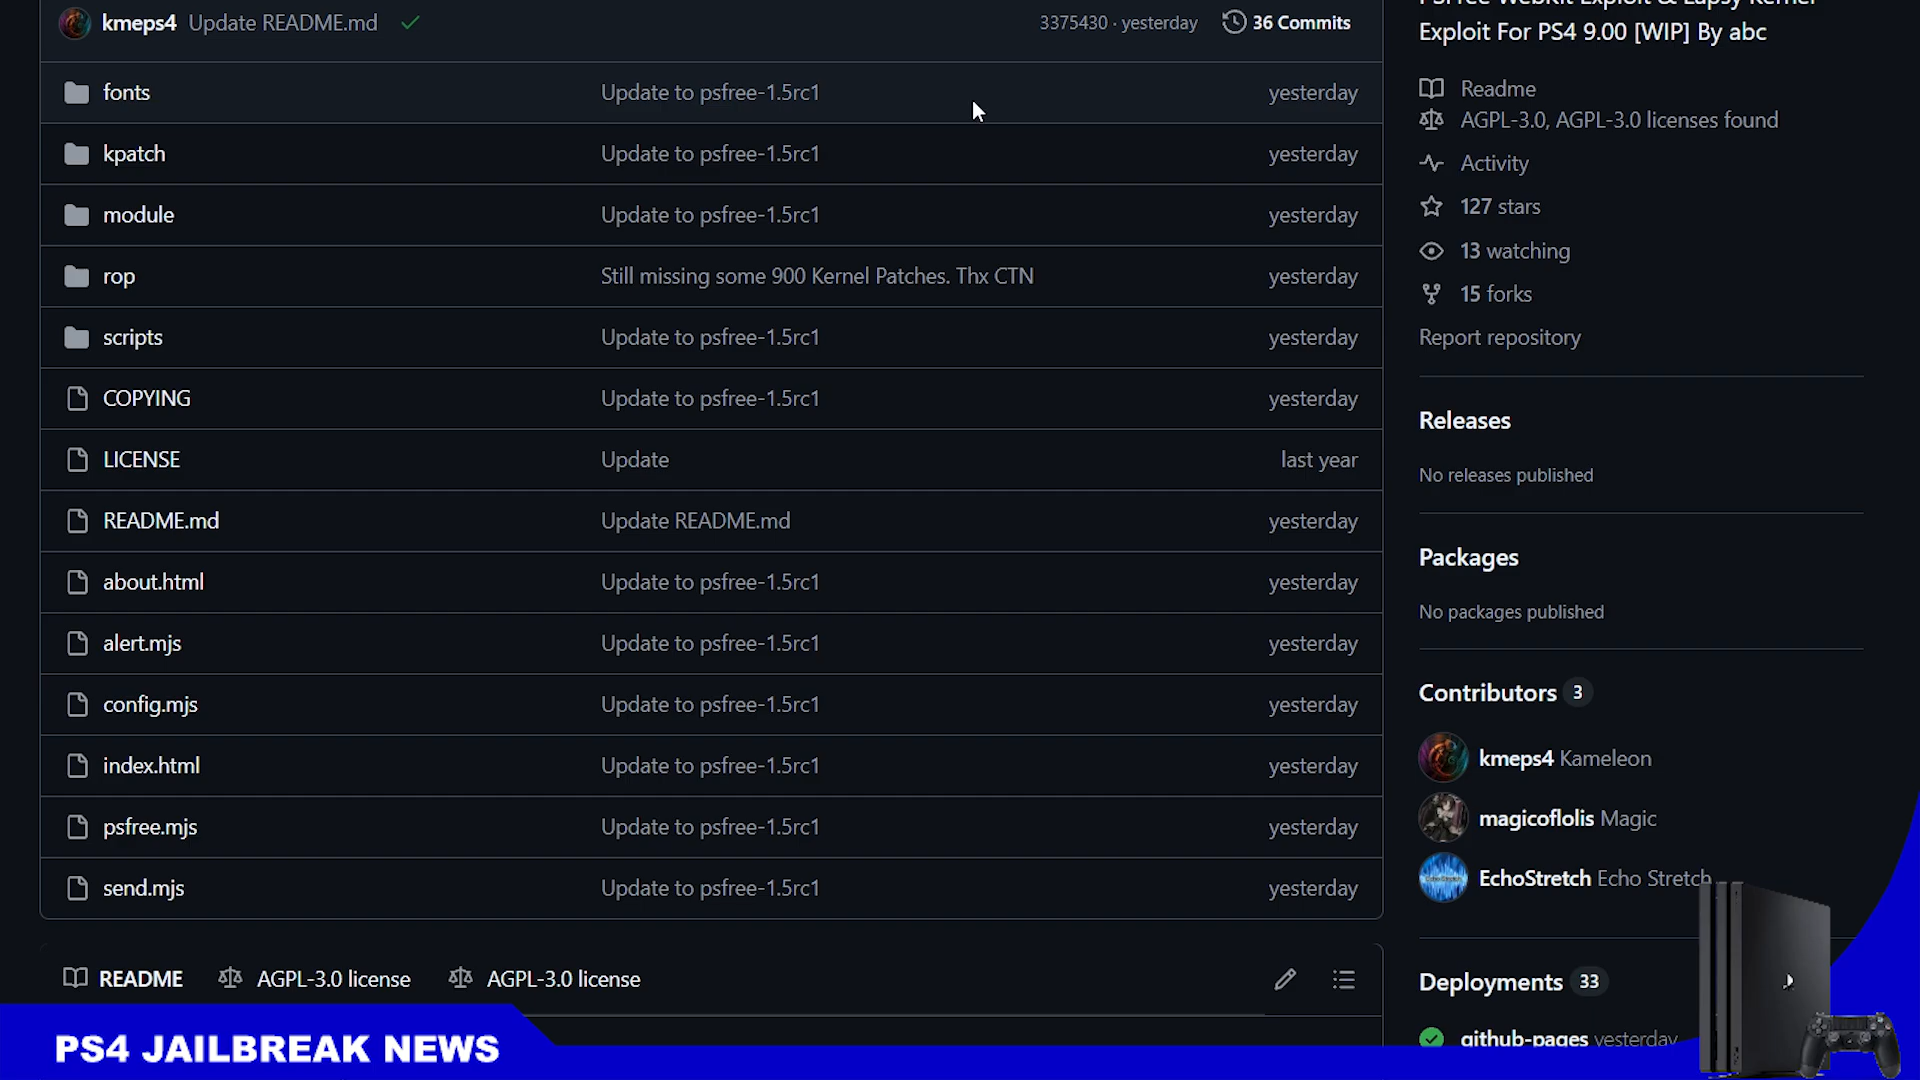 kmeps4 Update README.md 3375430 · yesterday 36 Commits
fonts Update to psfree-1.5rc1 yesterday
kpatch Update to psfree-1.5rc1 yesterday
module Update to psfree-1.5rc1 yesterday
rop Still missing some 900 Kernel Patches. Thx CTN yesterday
scripts Update to psfree-1.5rc1 yesterday
COPYING Update to psfree-1.5rc1 yesterday
LICENSE Update last year
README.md Update README.md yesterday
about.html Update to psfree-1.5rc1 yesterday
alert.mjs Update to psfree-1.5rc1 yesterday
config.mjs Update to psfree-1.5rc1 yesterday
index.html Update to psfree-1.5rc1 yesterday
psfree.mjs Update to psfree-1.5rc1 yesterday
send.mjs Update to psfree-1.5rc1 yesterday
README AGPL-3.0 license AGPL-3.0 license
PSFree WebKit Exploit & Lapsy Kernel
Exploit For PS4 9.00 [WIP] By abc
Readme
AGPL-3.0, AGPL-3.0 licenses found
Activity
127 stars
13 watching
15 forks
Report repository
Releases
No releases published
Packages
No packages published
Contributors 3
kmeps4 Kameleon
magicoflolis Magic
EchoStretch Echo Stretch
Deployments 33
github-pages yesterday
PS4 JAILBREAK NEWS